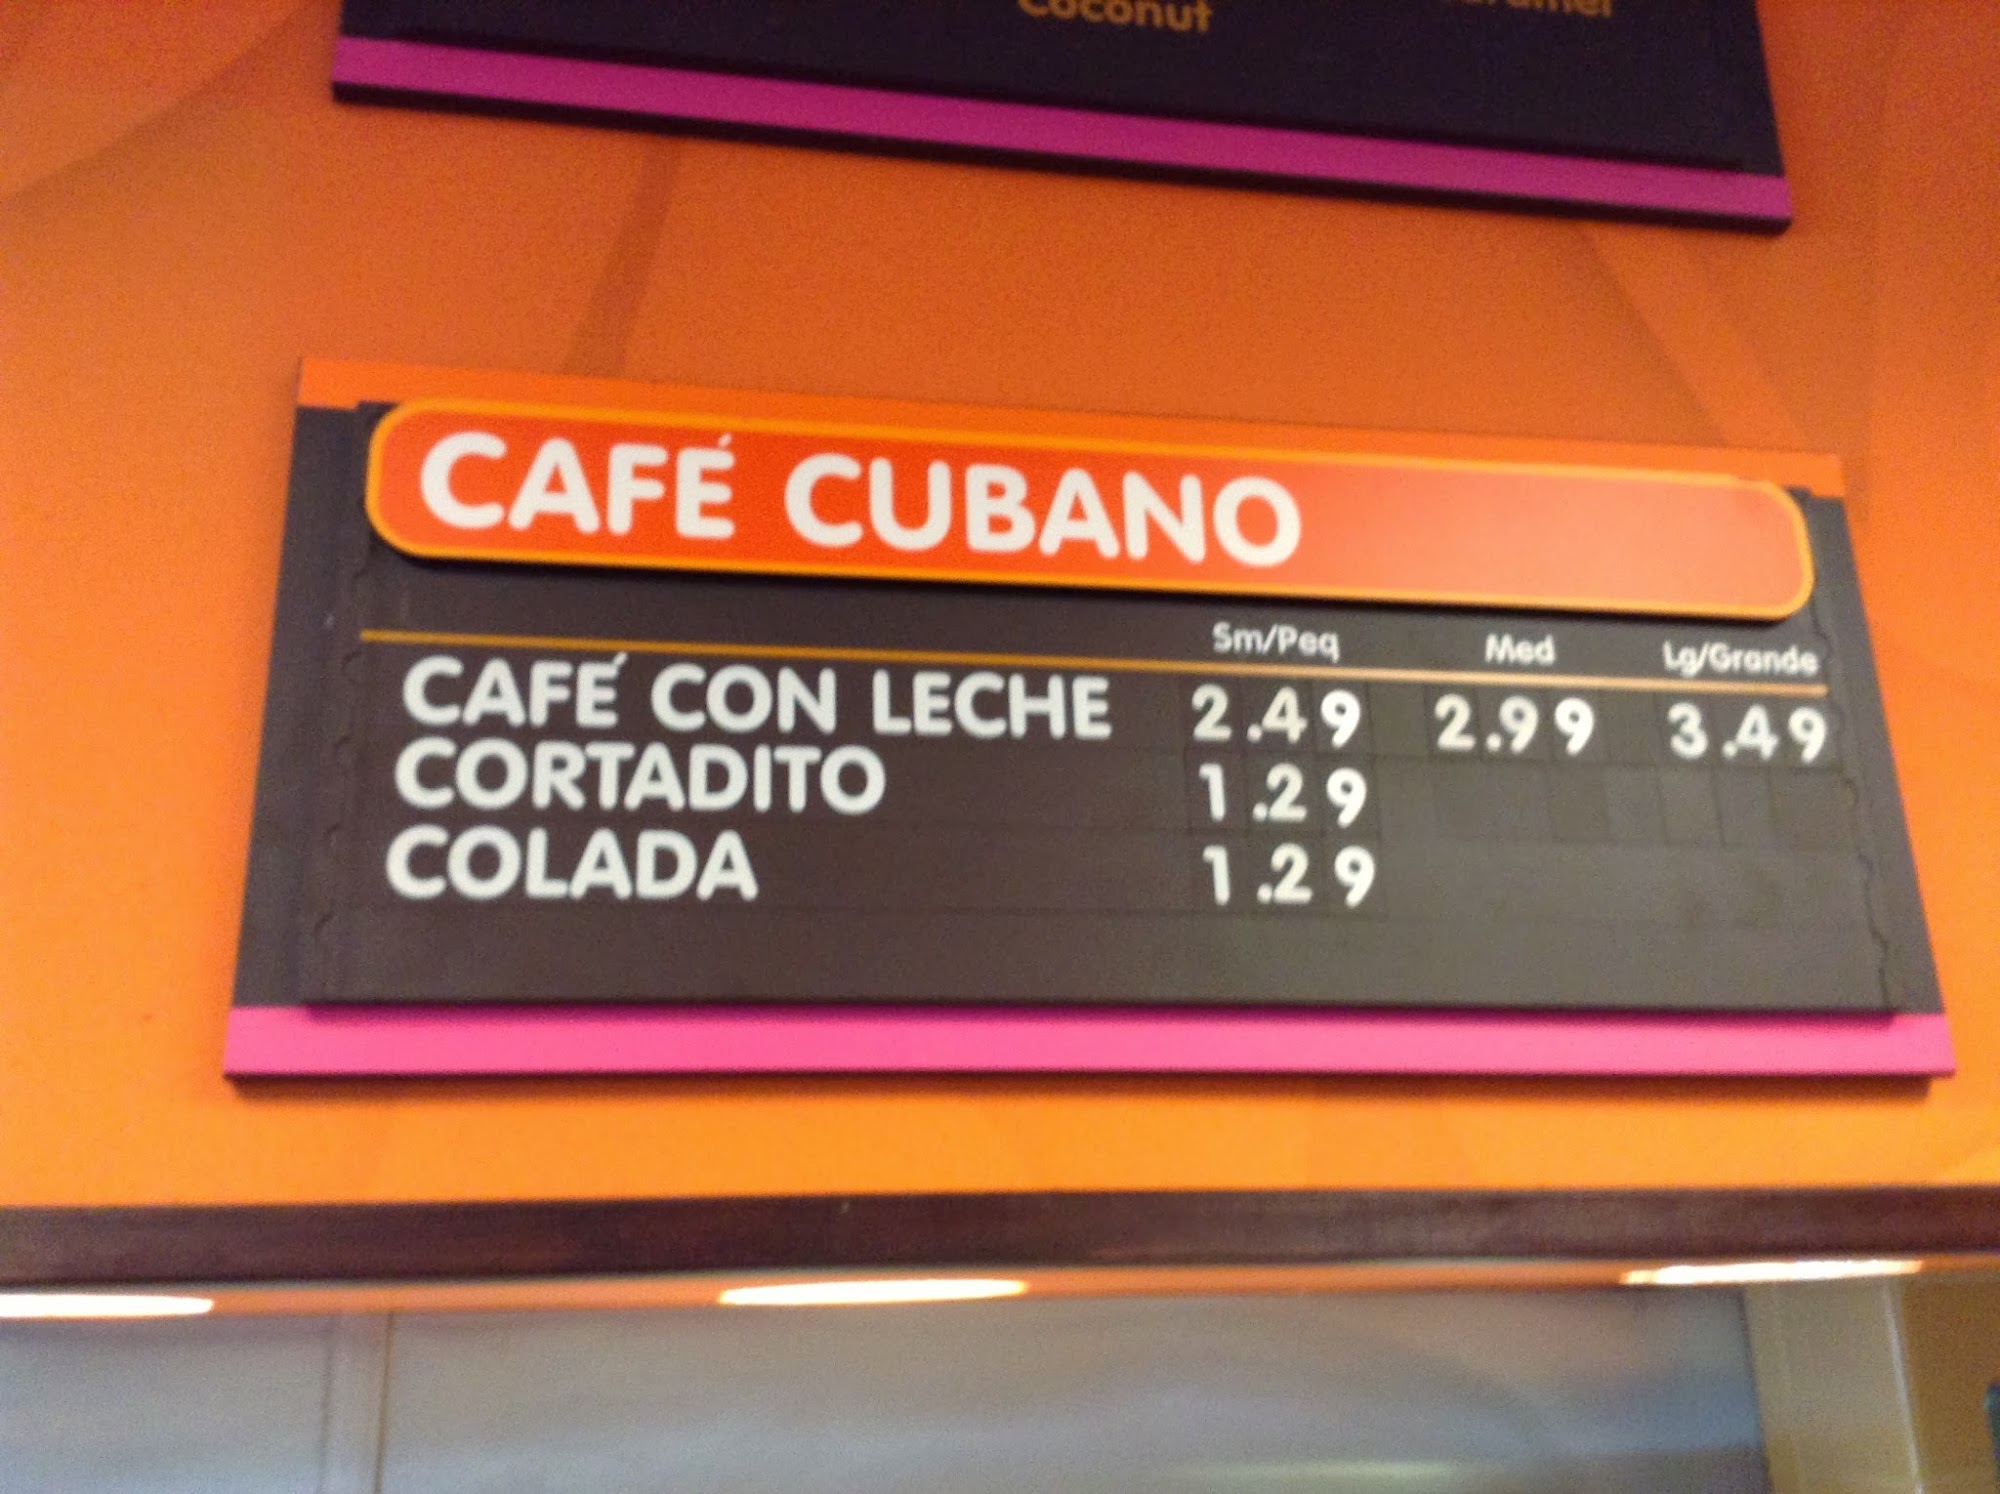 Coconut
CAFÉ CUBANO
Sm/Peq Med Lg/Grande
CAFÉ CON LECHE 2.49 2.99 3.49
CORTADITO 1.29
COLADA 1.29